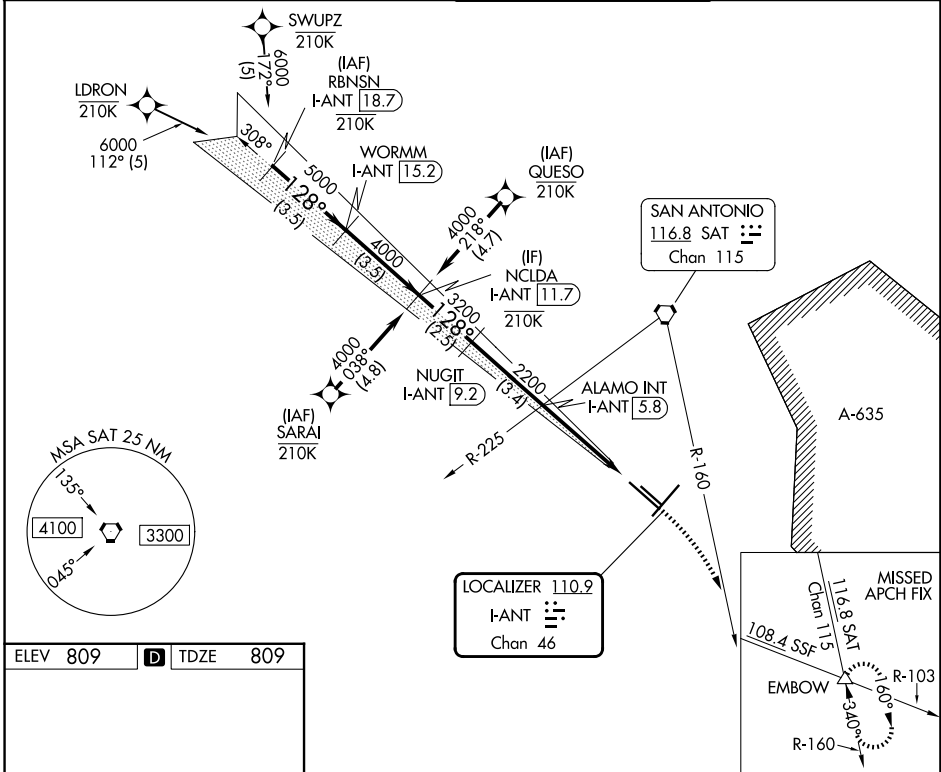 SWUPZ
210K
6000
172°
(5)
(IAF)
RBNSN
I-ANT 18.7
210K
LDRON
210K
6000
112° (5)
308°
128°
(3.5)
5000
WORMM
I-ANT 15.2
(IAF)
QUESO
210K
4000
218°
(4.7)
4000
(3.5)
(IF)
NCLDA
I-ANT 11.7
210K
SAN ANTONIO
116.8 SAT
Chan 115
3200
128°
(2.5)
4000
038°
(4.8)
(IAF)
SARAI
210K
NUGIT
I-ANT 9.2
2200
(3.4)
ALAMO INT
I-ANT 5.8
R-225
R-160
A-635
MSA SAT 25 NM
135°
4100
3300
045°
LOCALIZER 110.9
I-ANT
Chan 46
MISSED
APCH FIX
116.8 SAT
Chan 115
108.4 SSF
EMBOW
R-103
160°
340°
R-160
ELEV 809 D TDZE 809